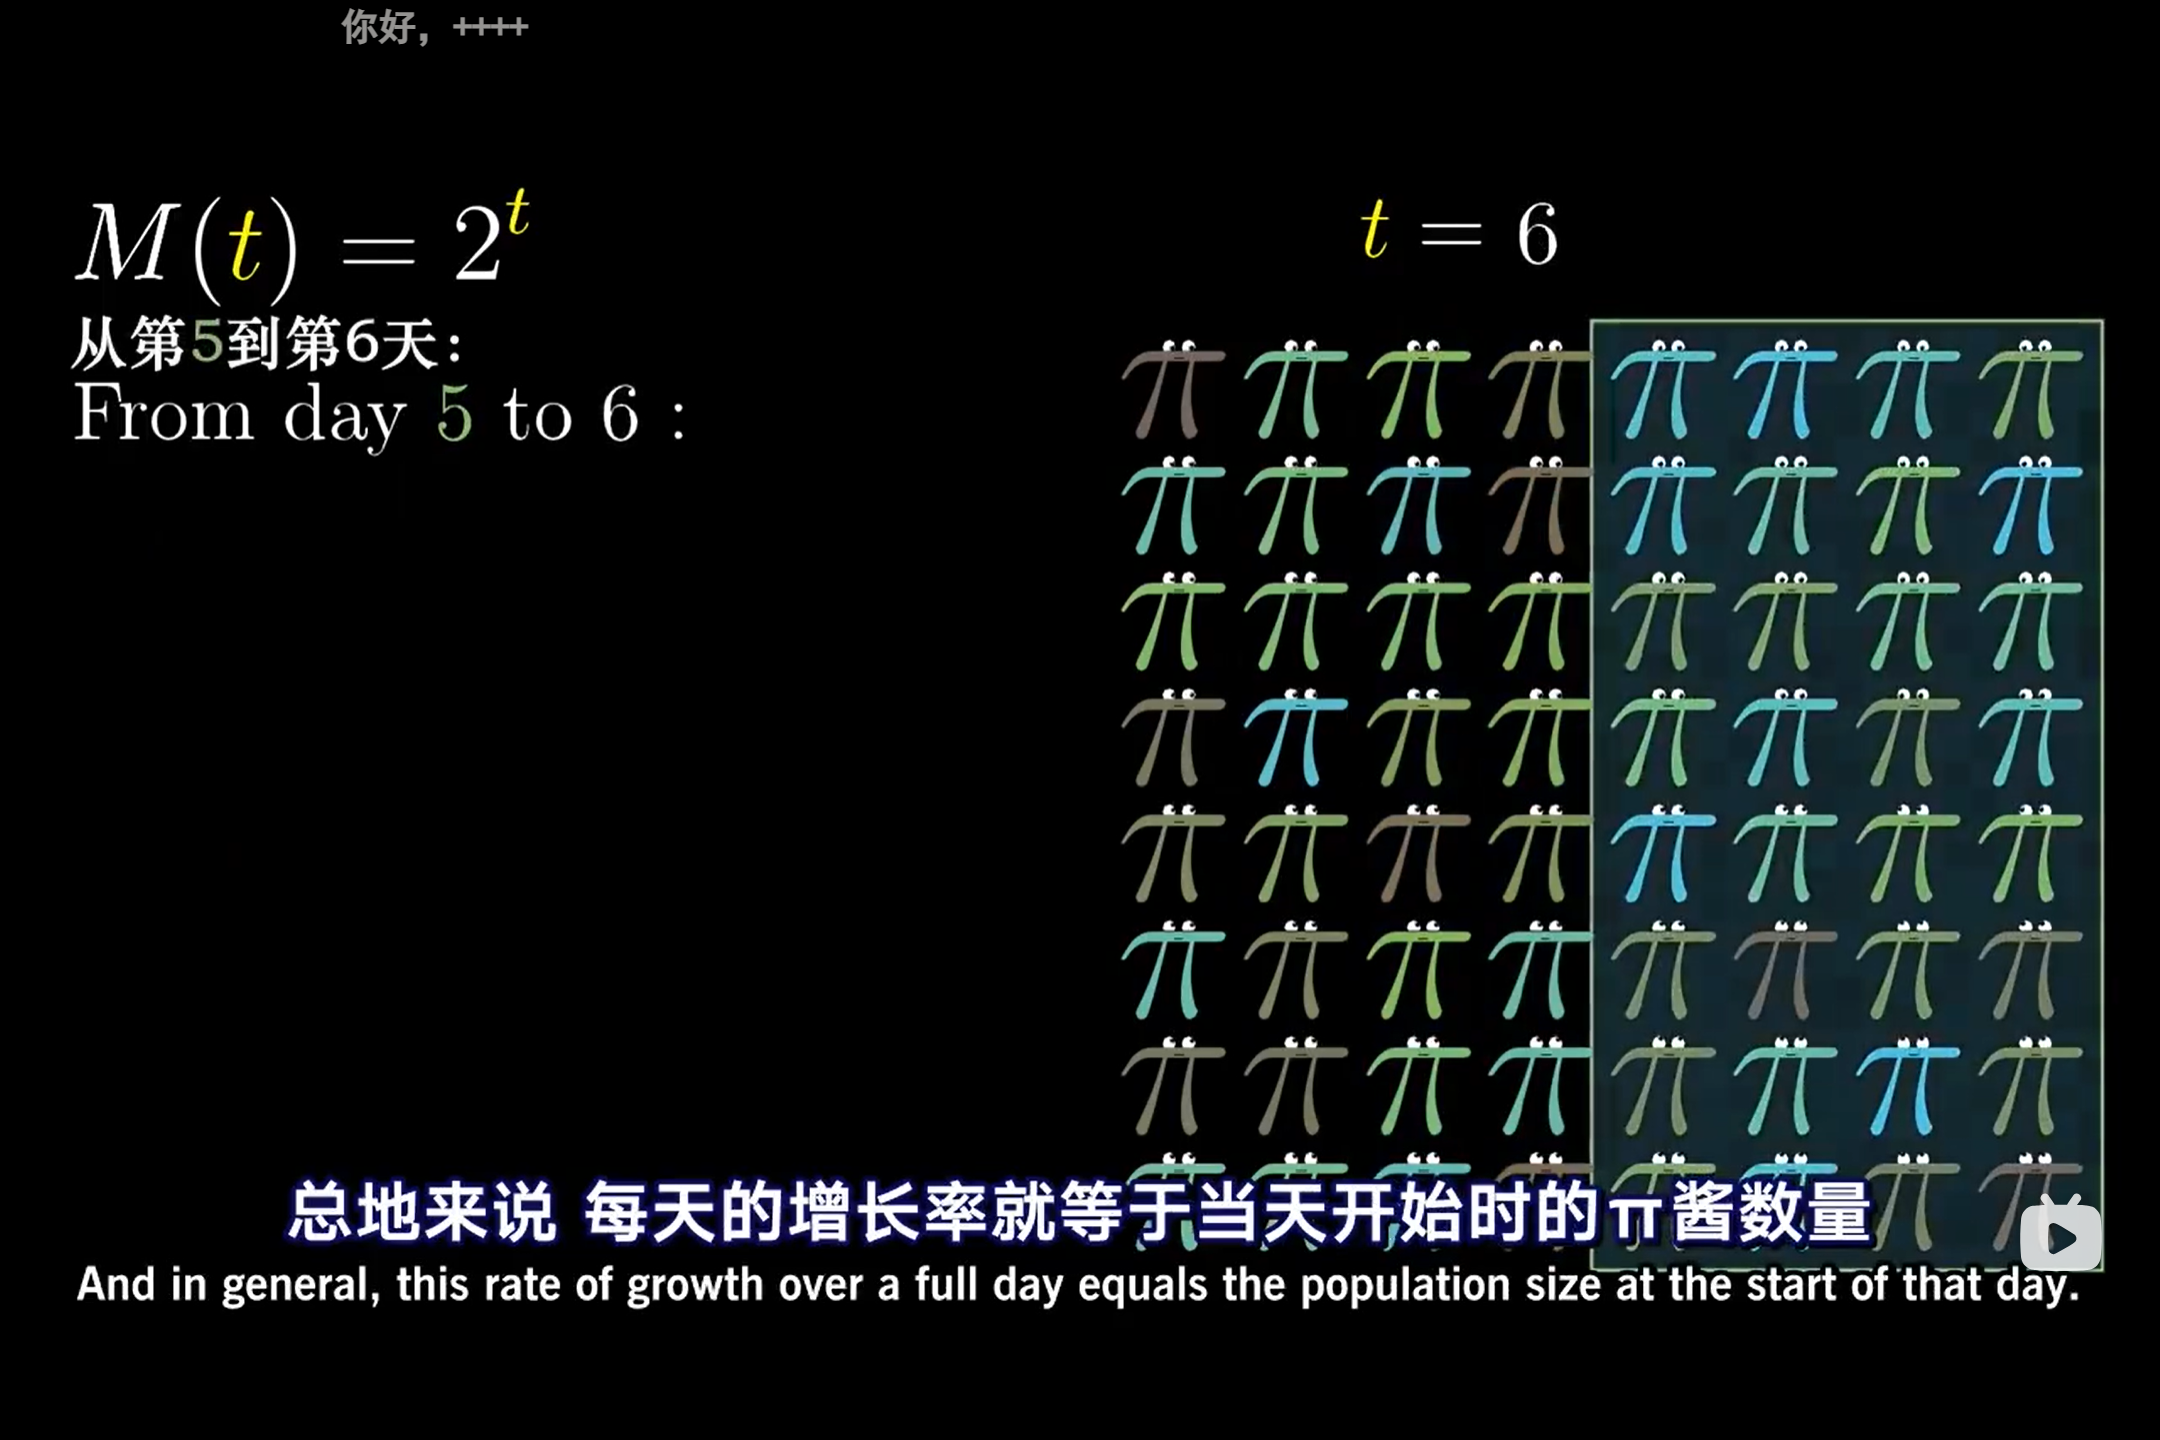 你好，++++
M(t) = 2^t
t = 6
从第5到第6天：
From day 5 to 6 :
总地来说 每天的增长率就等于当天开始时的π酱数量
And in general, this rate of growth over a full day equals the population size at the start of that day.